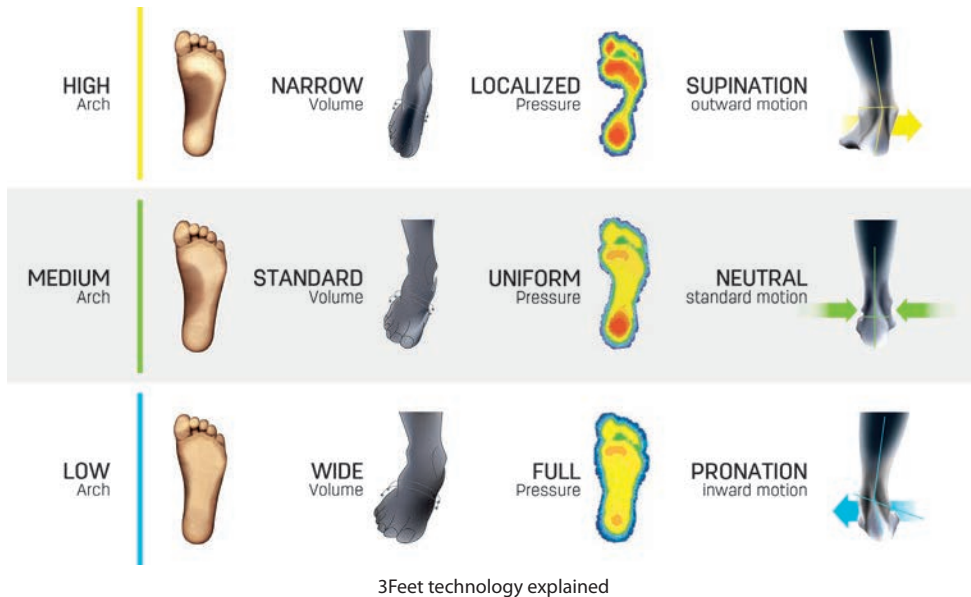 HIGH
Arch
NARROW
Volume
LOCALIZED
Pressure
SUPINATION
outward motion
MEDIUM
Arch
STANDARD
Volume
UNIFORM
Pressure
NEUTRAL
standard motion
LOW
Arch
WIDE
Volume
FULL
Pressure
PRONATION
inward motion
3Feet technology explained